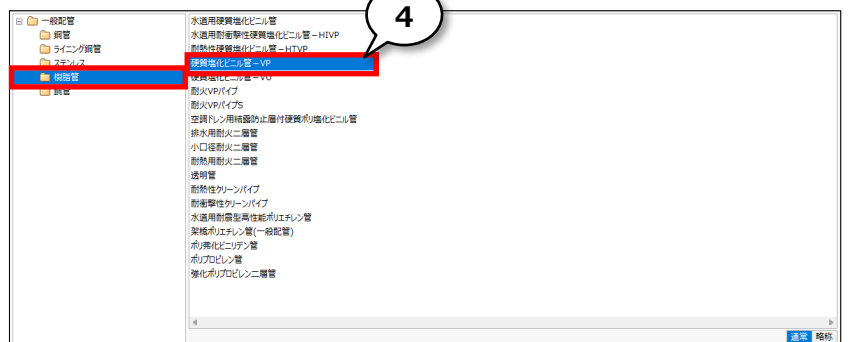 4
一般配管
鋼管
ライニング鋼管
ステンレス
樹脂管
銅管
水道用硬質塩化ビニル管
水道用耐衝撃性硬質塩化ビニル管－HIVP
耐熱性硬質塩化ビニル管－HTVP
硬質塩化ビニル管－VP
硬質塩化ビニル管－VU
耐火VPパイプ
耐火VPパイプS
空調ドレン用結露防止層付硬質ポリ塩化ビニル管
排水用耐火二層管
小口径耐火二層管
耐熱用耐火二層管
透明管
耐熱性クリーンパイプ
耐衝撃性クリーンパイプ
水道用耐震型高性能ポリエチレン管
架橋ポリエチレン管(一般配管)
ポリ弗化ビニリデン管
ポリプロピレン管
強化ポリプロピレン二層管
通常 略称